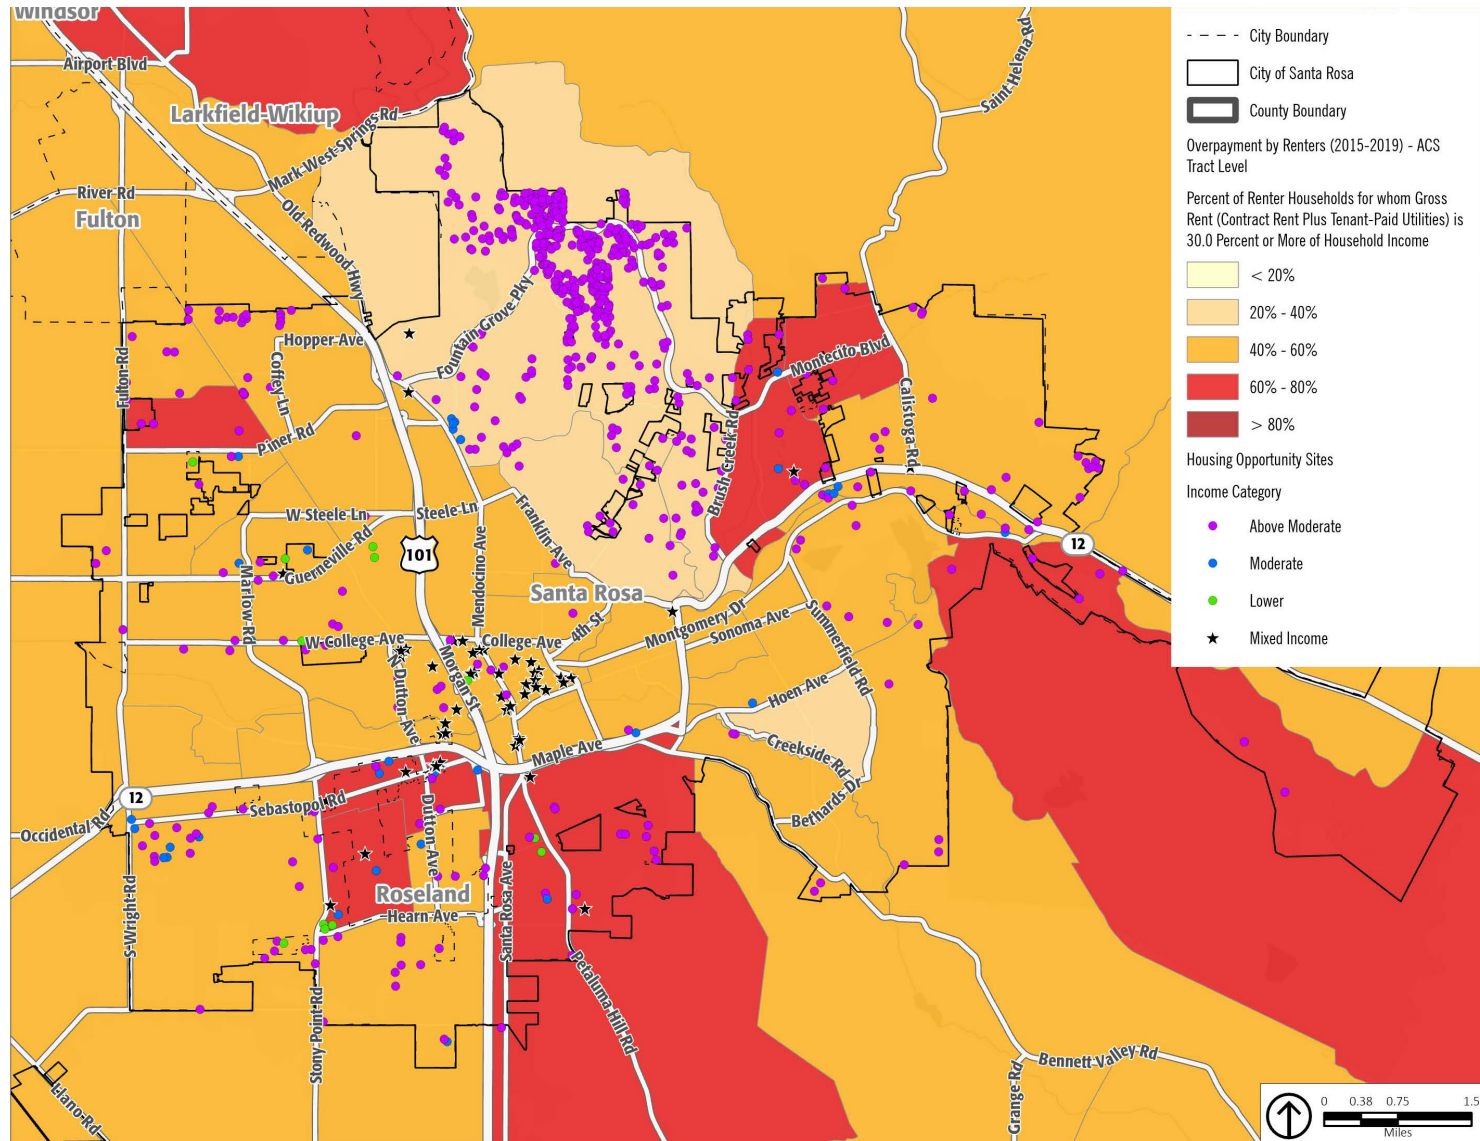 Windsor
Airport Blvd
Larkfield-Wikiup
Mark West Springs Rd
Saint Helena Rd
River Rd
Fulton
Old Redwood Hwy
Fountain Grove Pky
Hopper Ave
Fulton Rd
Coffey Ln
Piner Rd
Montecito Blvd
Calistoga Rd
Brush Creek Rd
W Steele Ln
Steele Ln
Franklin Ave
Guerneville Rd
101
Mendocino Ave
12
Marlow Rd
Santa Rosa
Montgomery Dr
Sonoma Ave
Summerfield Rd
W College Ave
College Ave
4th St
N Dutton Ave
Morgan St
Hoen Ave
Maple Ave
Creekside Rd
Bethards Dr
12
Sebastopol Rd
Occidental Rd
Dutton Ave
Roseland
Hearn Ave
S Wright Rd
Santa Rosa Ave
Petaluma Hill Rd
Stony Point Rd
Llano Rd
Bennett Valley Rd
Grange Rd
City Boundary
City of Santa Rosa
County Boundary
Overpayment by Renters (2015-2019) - ACS
Tract Level
Percent of Renter Households for whom Gross
Rent (Contract Rent Plus Tenant-Paid Utilities) is
30.0 Percent or More of Household Income
< 20%
20% - 40%
40% - 60%
60% - 80%
> 80%
Housing Opportunity Sites
Income Category
Above Moderate
Moderate
Lower
Mixed Income
0 0.38 0.75 1.5
Miles